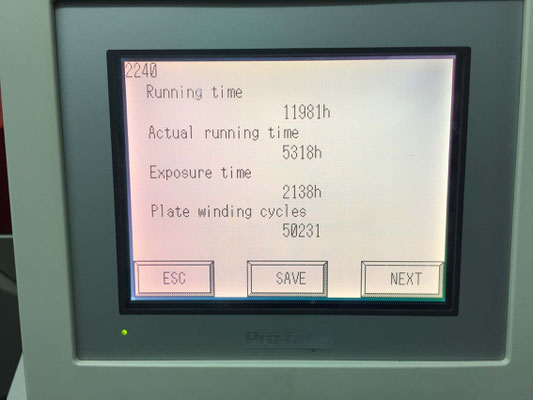 2240
Running time
11981h
Actual running time
5318h
Exposure time
2138h
Plate winding cycles
50231
ESC SAVE NEXT